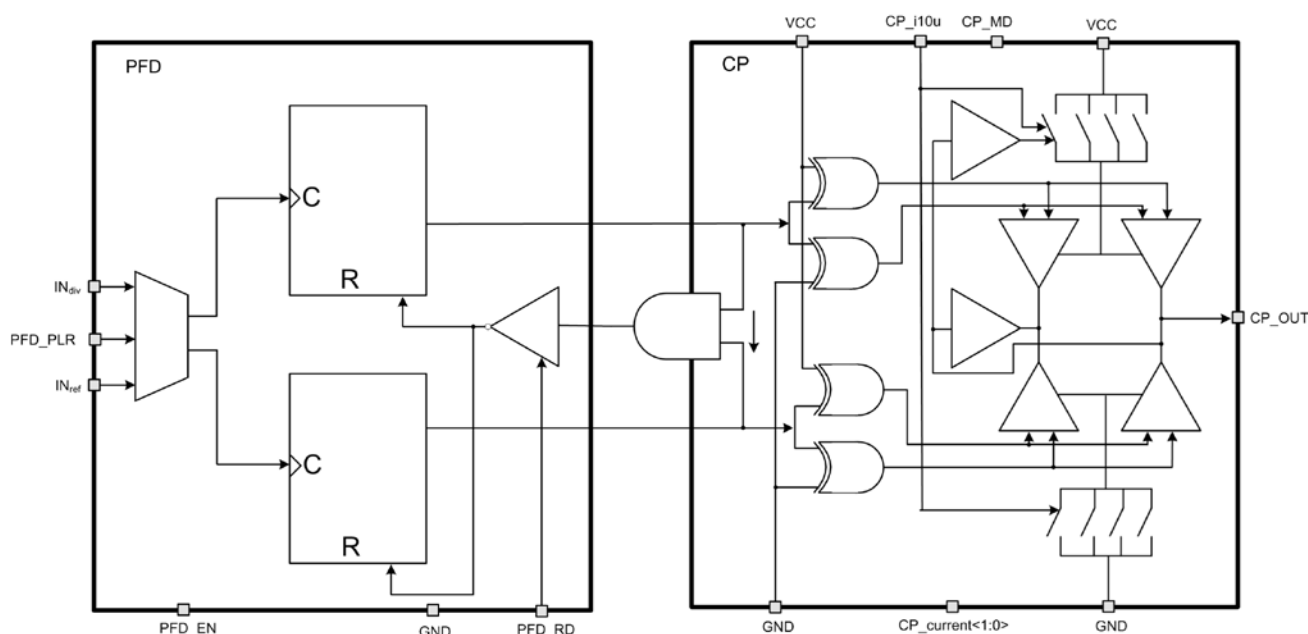 VCC
CP_i10u
CP_MD
VCC
PFD
CP
C
R
IN_div
PFD_PLR
IN_ref
CP_OUT
C
R
PFD_EN
GND
PFD_RD
GND
CP_current<1:0>
GND